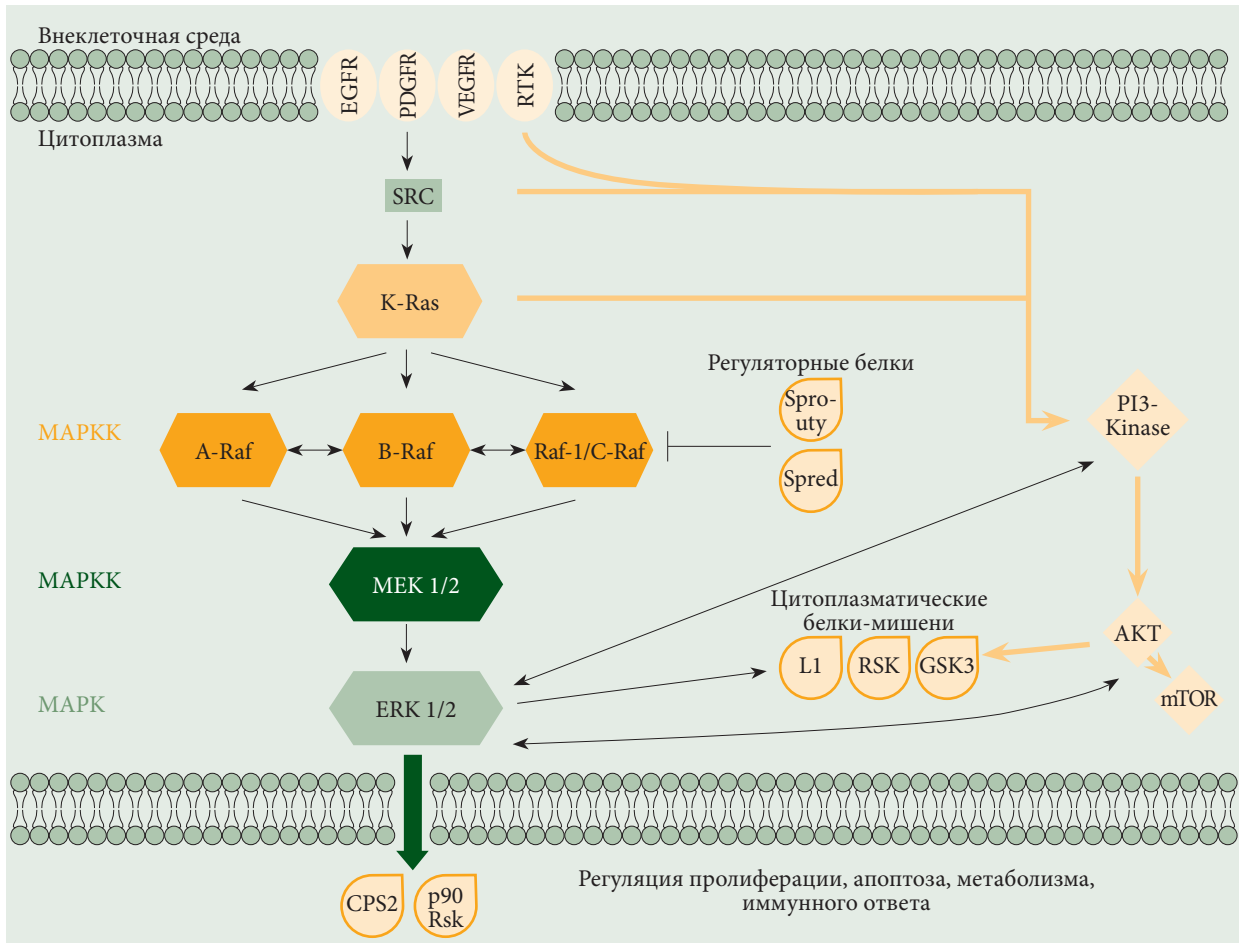 Внеклеточная среда
EGFR
PDGFR
VEGFR
RTK
Цитоплазма
SRC
K-Ras
Регуляторные белки
Spro-
uty
Spred
MAPKK
A-Raf
B-Raf
Raf-1/C-Raf
PI3-
Kinase
MAPKK
MEK 1/2
Цитоплазматические
белки-мишени
L1
RSK
GSK3
AKT
mTOR
MAPK
ERK 1/2
CPS2
p90
Rsk
Регуляция пролиферации, апоптоза, метаболизма,
иммунного ответа